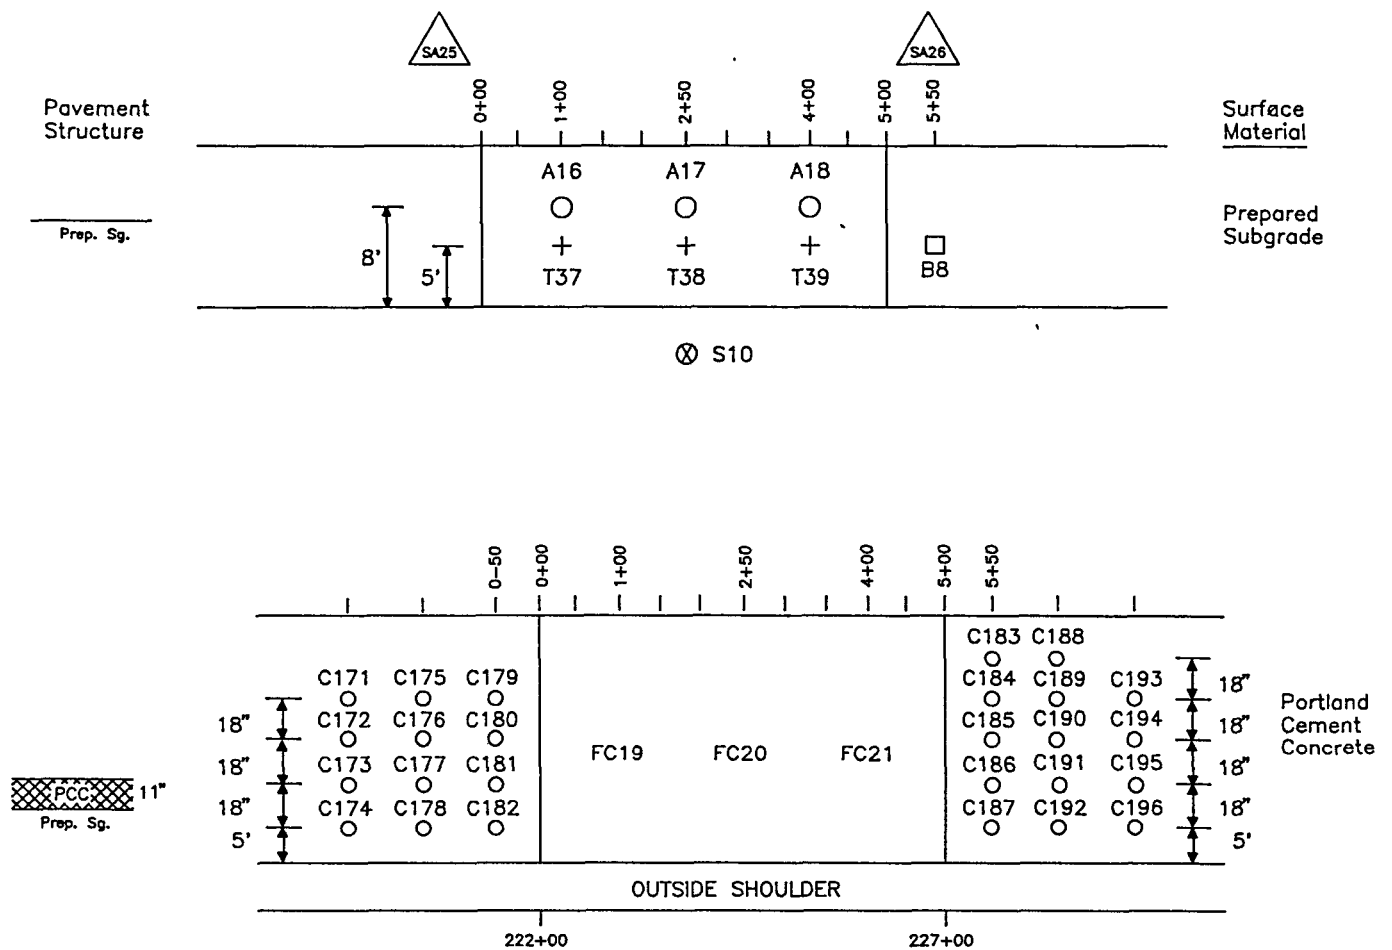 SA25
SA26
Pavement
Structure
0+00
1+00
2+50
4+00
5+00
5+50
Surface
Material
A16
A17
A18
Prep. Sg.
8'
5'
T37
T38
T39
B8
Prepared
Subgrade
S10
0-50
0+00
1+00
2+50
4+00
5+00
5+50
C183 C188
C171 C175 C179
C184 C189 C193
18"
18"
C172 C176 C180
C185 C190 C194
18"
Portland
Cement
Concrete
FC19
FC20
FC21
18"
C173 C177 C181
C186 C191 C195
18"
PCC
11"
18"
C174 C178 C182
C187 C192 C196
18"
Prep. Sg.
5'
5'
OUTSIDE SHOULDER
222+00
227+00